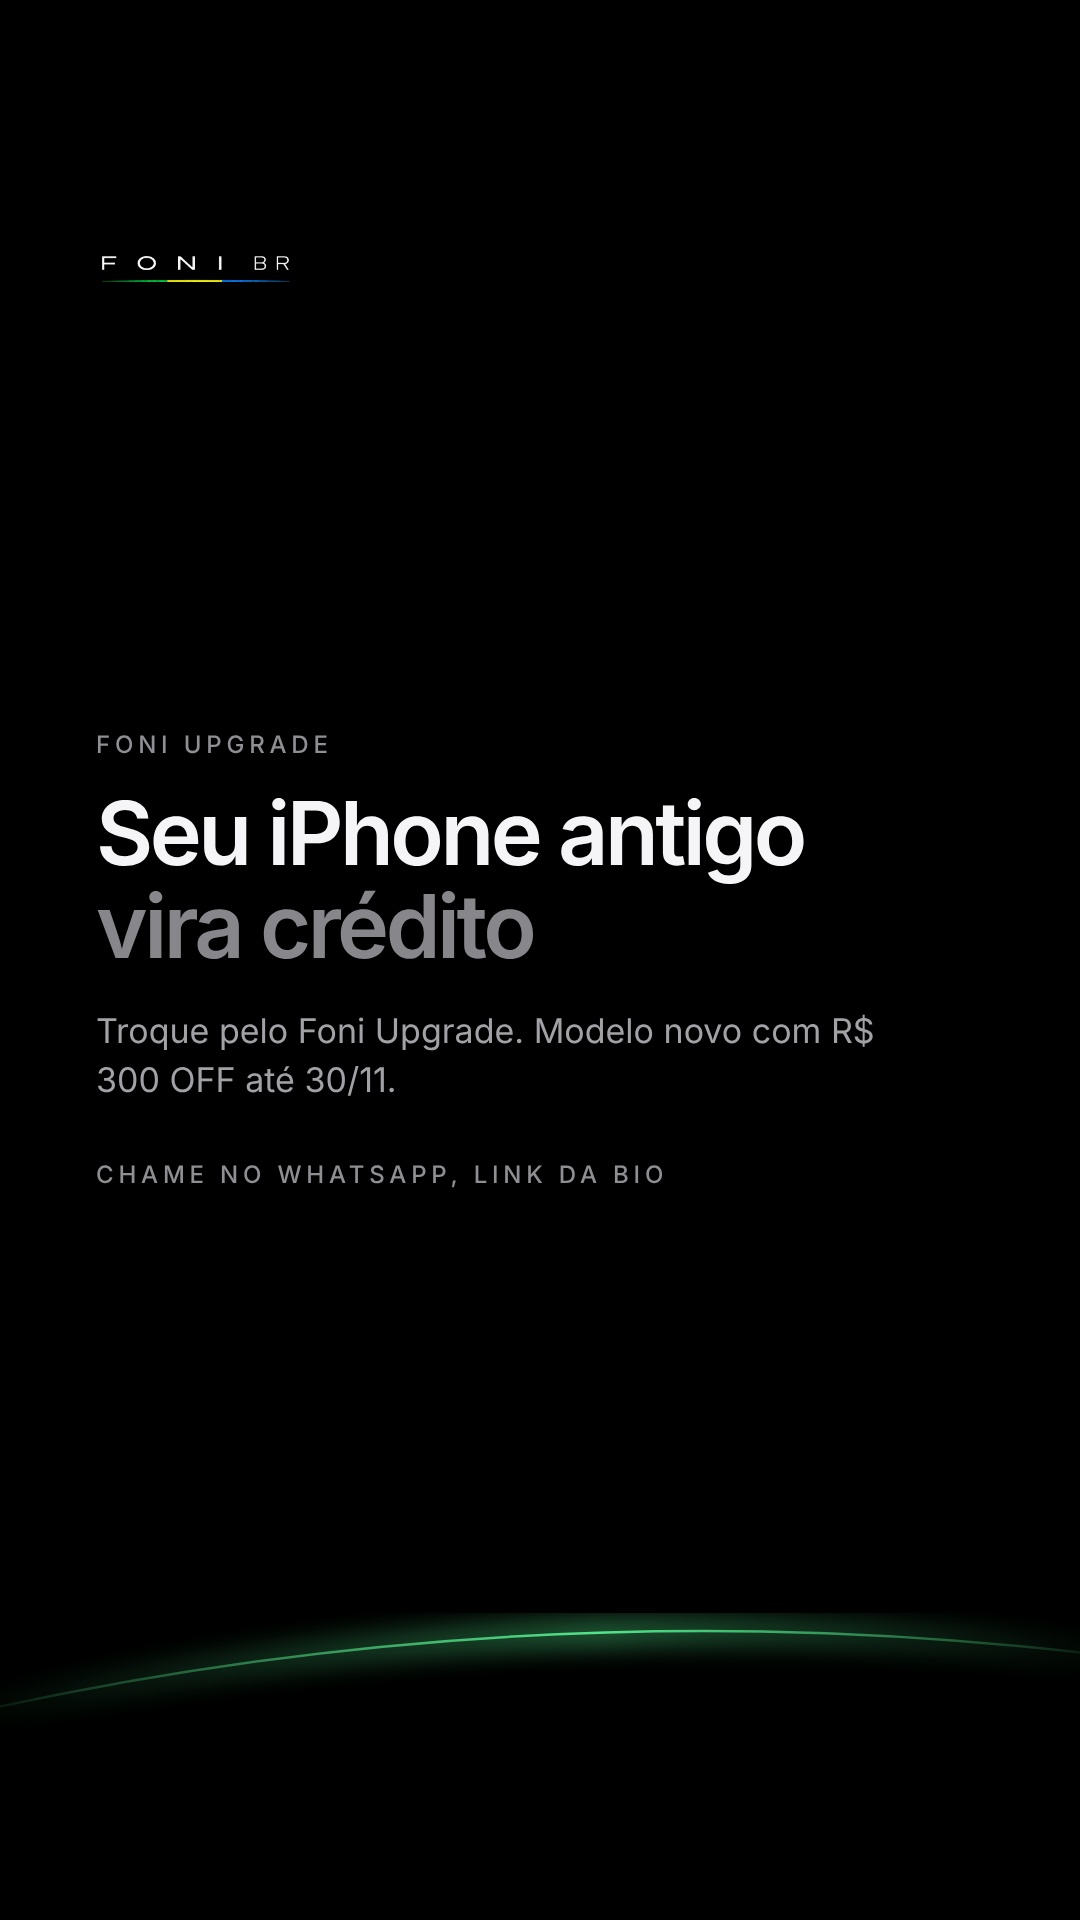 FONI BR
FONI UPGRADE
Seu iPhone antigo
vira crédito
Troque pelo Foni Upgrade. Modelo novo com R$
300 OFF até 30/11.
CHAME NO WHATSAPP, LINK DA BIO